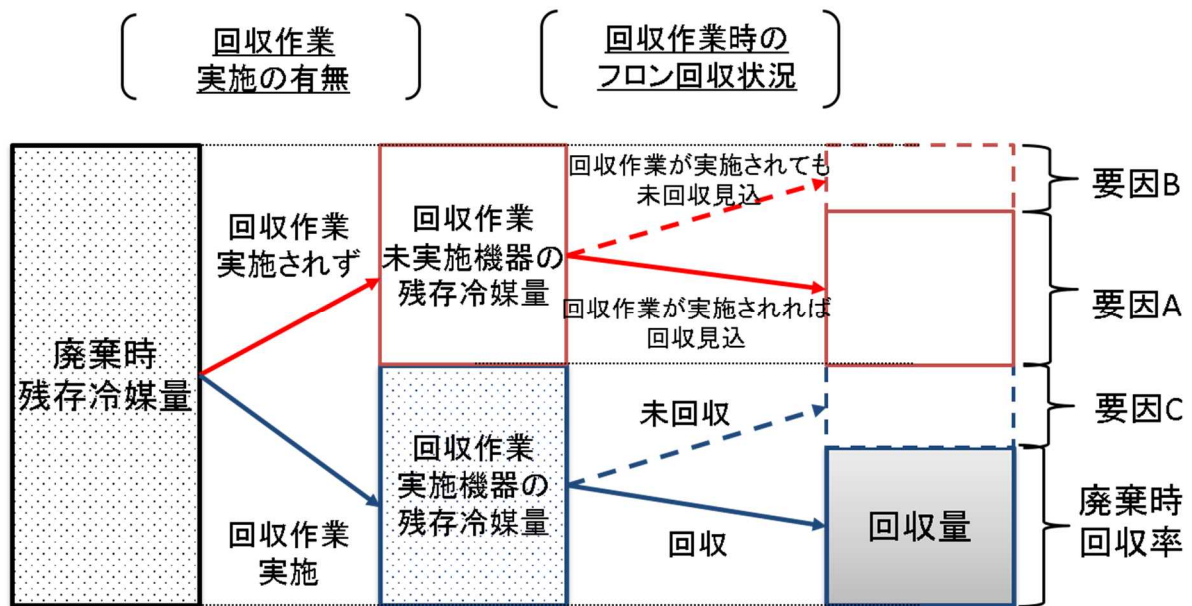 回収作業
実施の有無
回収作業時の
フロン回収状況
廃棄時
残存冷媒量
回収作業
実施されず
回収作業
実施
回収作業
未実施機器の
残存冷媒量
回収作業
実施機器の
残存冷媒量
回収作業が実施されても
未回収見込
回収作業が実施されれば
回収見込
未回収
回収
回収量
要因B
要因A
要因C
廃棄時
回収率